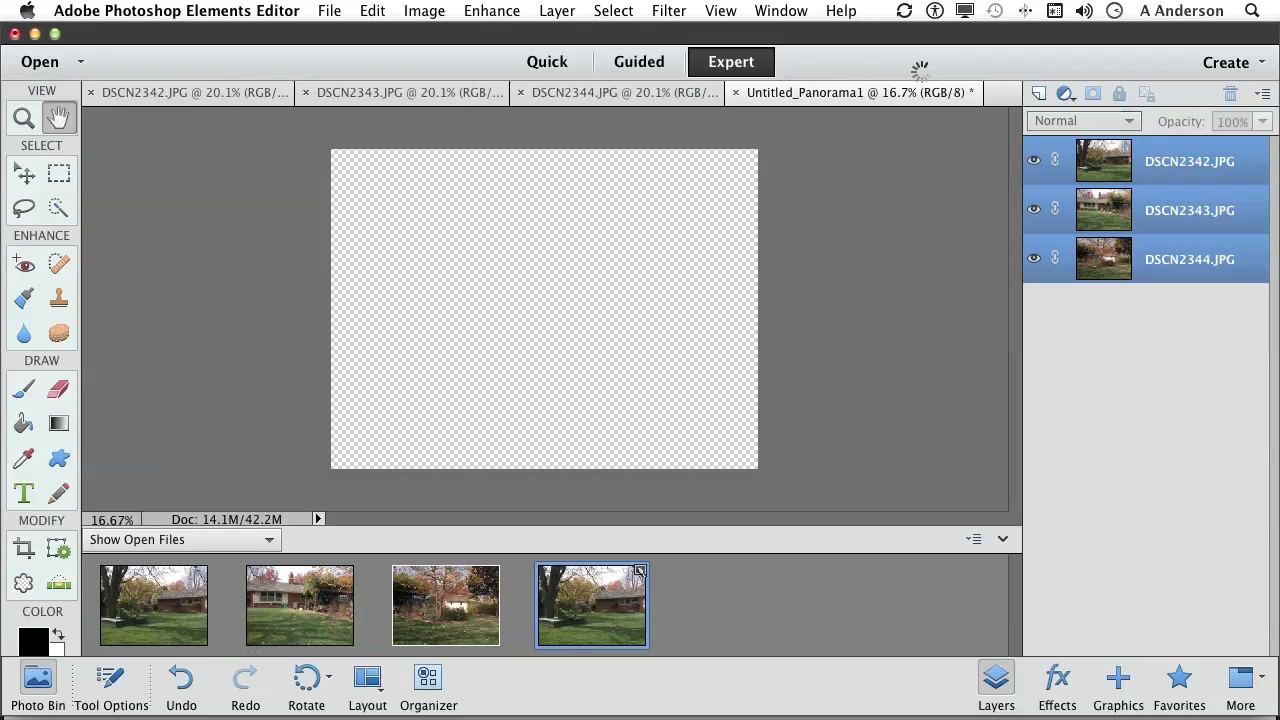 Adobe Photoshop Elements Editor File Edit Image Enhance Layer Select Filter View Window Help A Anderson
Open Quick Guided Expert Create
VIEW
DSCN2342.JPG @ 20.1% (RGB/... DSCN2343.JPG @ 20.1% (RGB/... DSCN2344.JPG @ 20.1% (RGB/... Untitled_Panorama1 @ 16.7% (RGB/8) *
Normal Opacity: 100%
SELECT
DSCN2342.JPG
DSCN2343.JPG
ENHANCE
DSCN2344.JPG
DRAW
MODIFY
16.67% Doc: 14.1M/42.2M
Show Open Files
COLOR
Photo Bin Tool Options Undo Redo Rotate Layout Organizer Layers Effects Graphics Favorites More